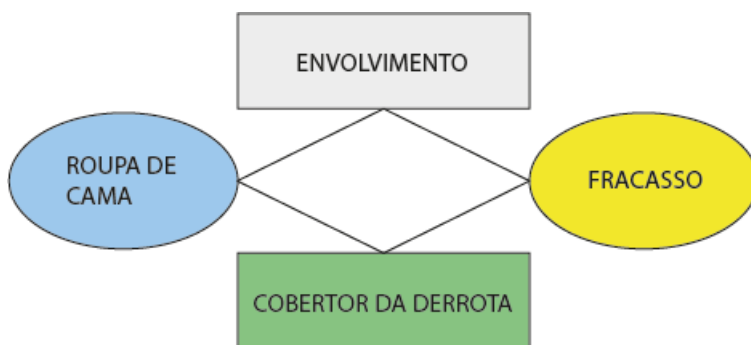 ENVOLVIMENTO
ROUPA DE
CAMA
FRACASSO
COBERTOR DA DERROTA